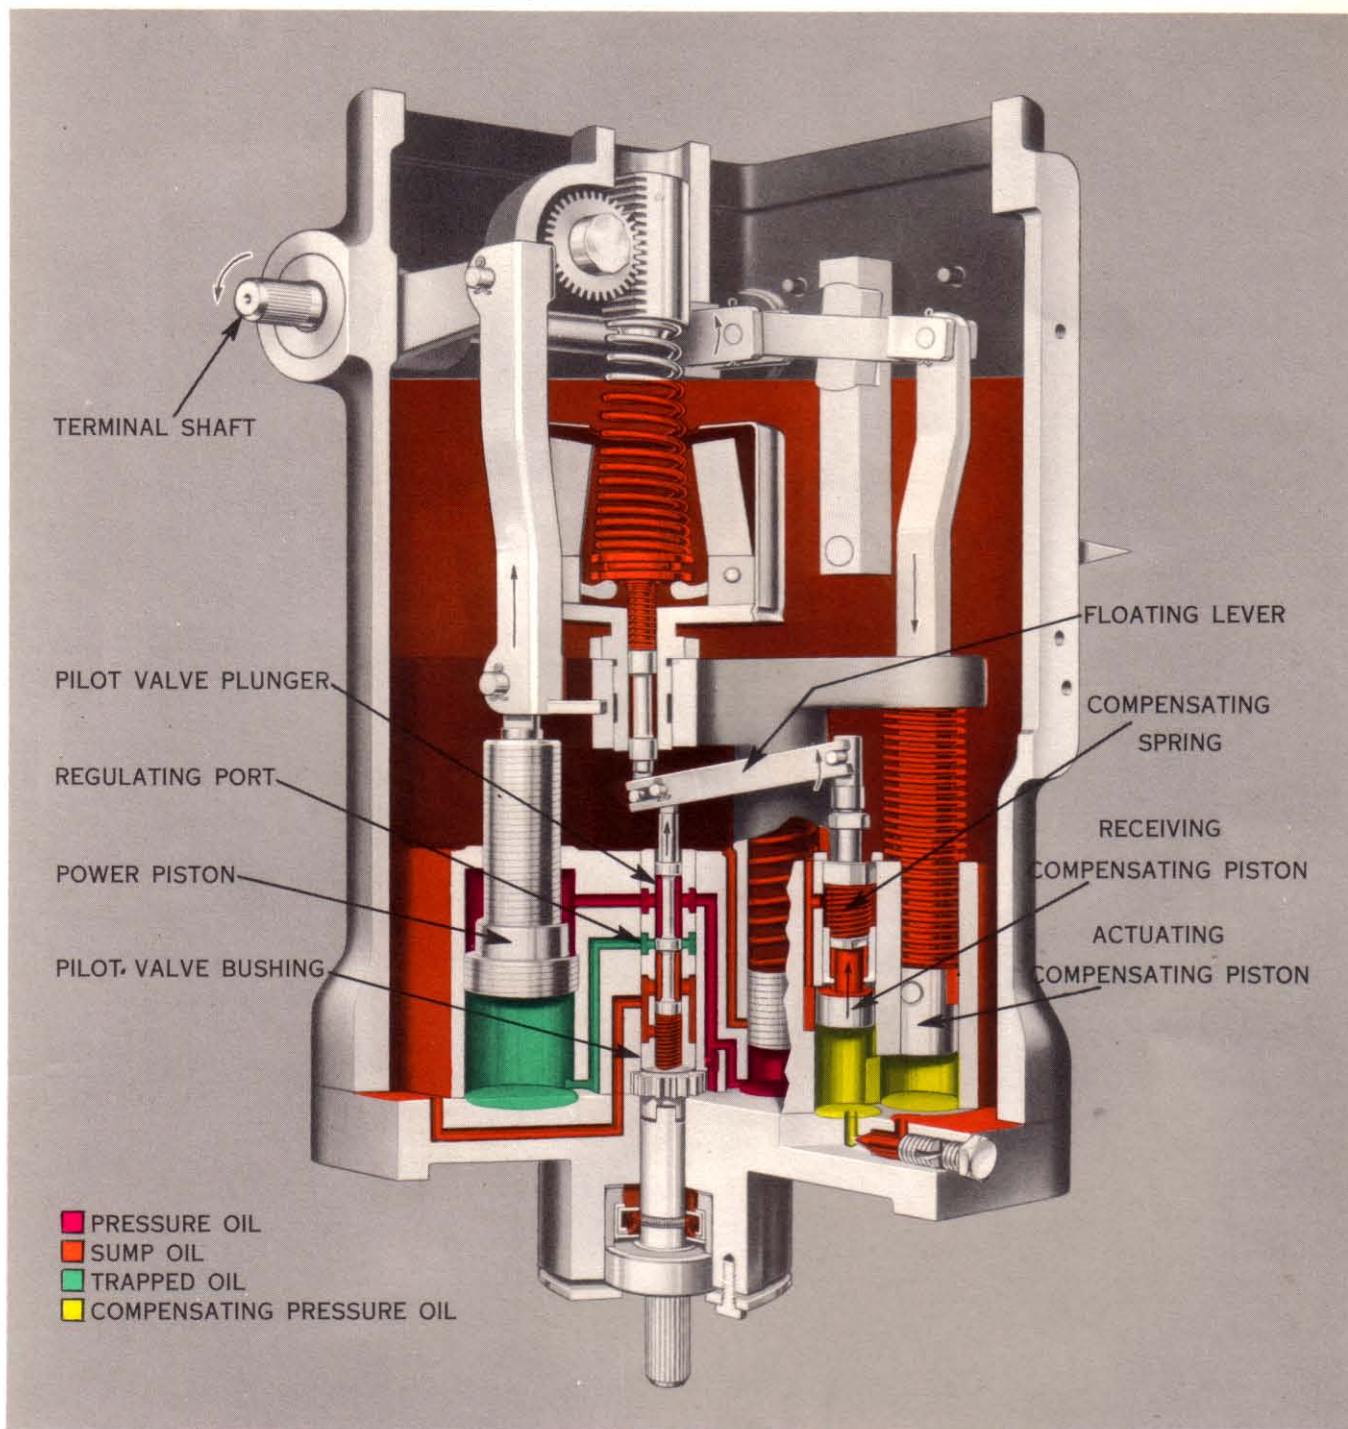 TERMINAL SHAFT
PILOT VALVE PLUNGER
REGULATING PORT
POWER PISTON
PILOT VALVE BUSHING
FLOATING LEVER
COMPENSATING
SPRING
RECEIVING
COMPENSATING PISTON
ACTUATING
COMPENSATING PISTON
PRESSURE OIL
SUMP OIL
TRAPPED OIL
COMPENSATING PRESSURE OIL